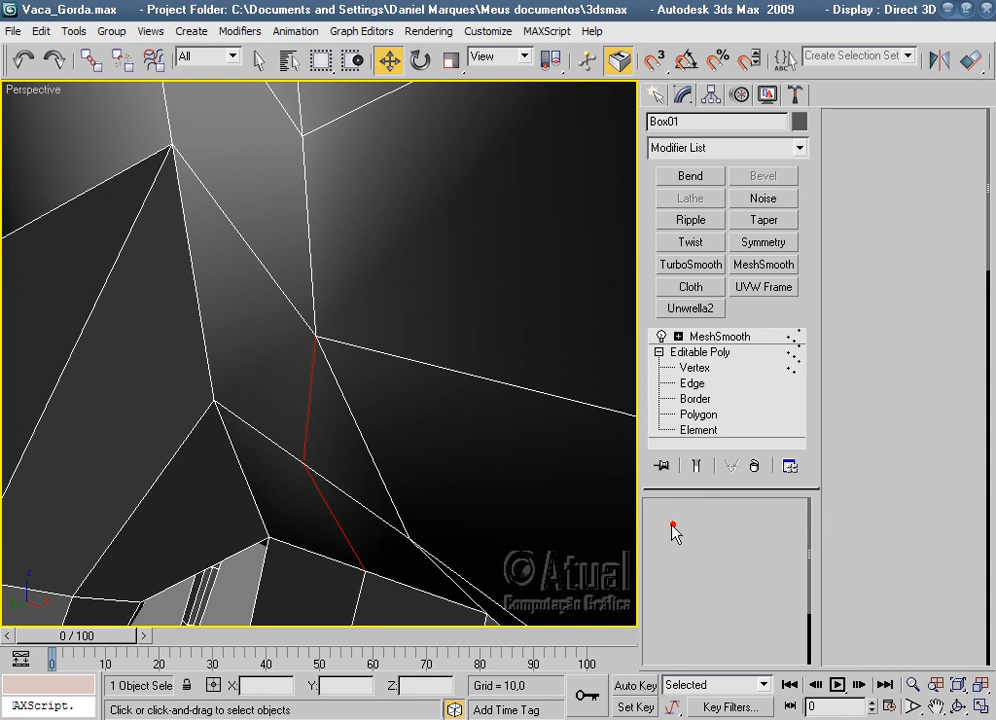 Vaca_Gorda.max - Project Folder: C:\Documents and Settings\Daniel Marques\Meus documentos\3dsmax - Autodesk 3ds Max 2009 - Display : Direct 3D
File Edit Tools Group Views Create Modifiers Animation Graph Editors Rendering Customize MAXScript Help
All View Create Selection Set
Perspective
Box01
Modifier List
Bend Bevel
Lathe Noise
Ripple Taper
Twist Symmetry
TurboSmooth MeshSmooth
Cloth UVW Frame
Unwrella2
MeshSmooth
Editable Poly
Vertex
Edge
Border
Polygon
Element
©Atual
Computação Gráfica
0 / 100
0 10 20 30 40 50 60 70 80 90 100
1 Object Sele X: Y: Z: Grid = 10,0 Auto Key Selected
AXScript. Click or click-and-drag to select objects Add Time Tag Set Key Key Filters... 0